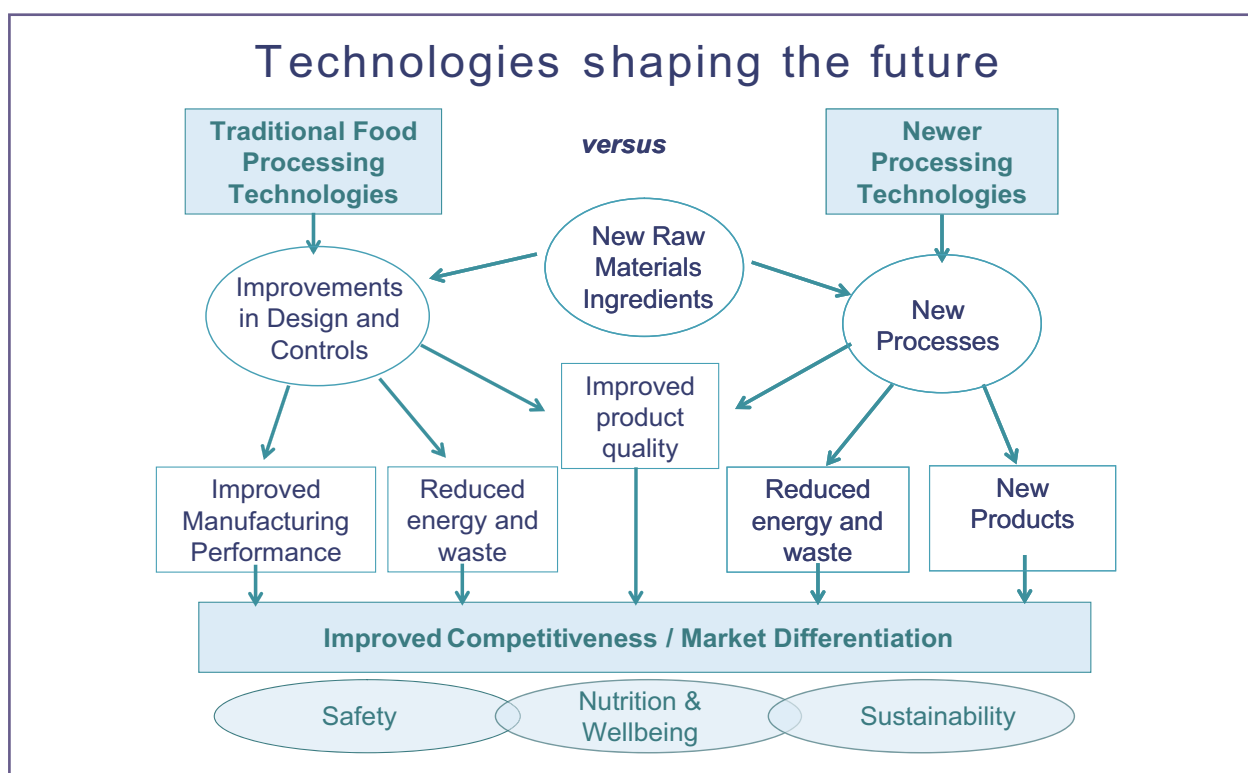 Technologies shaping the future
Traditional Food
Processing
Technologies
versus
Newer
Processing
Technologies
New Raw
Materials
Ingredients
Improvements
in Design and
Controls
New
Processes
Improved
product
quality
Improved
Manufacturing
Performance
Reduced
energy and
waste
Reduced
energy and
waste
New
Products
Improved Competitiveness / Market Differentiation
Safety
Nutrition &
Wellbeing
Sustainability